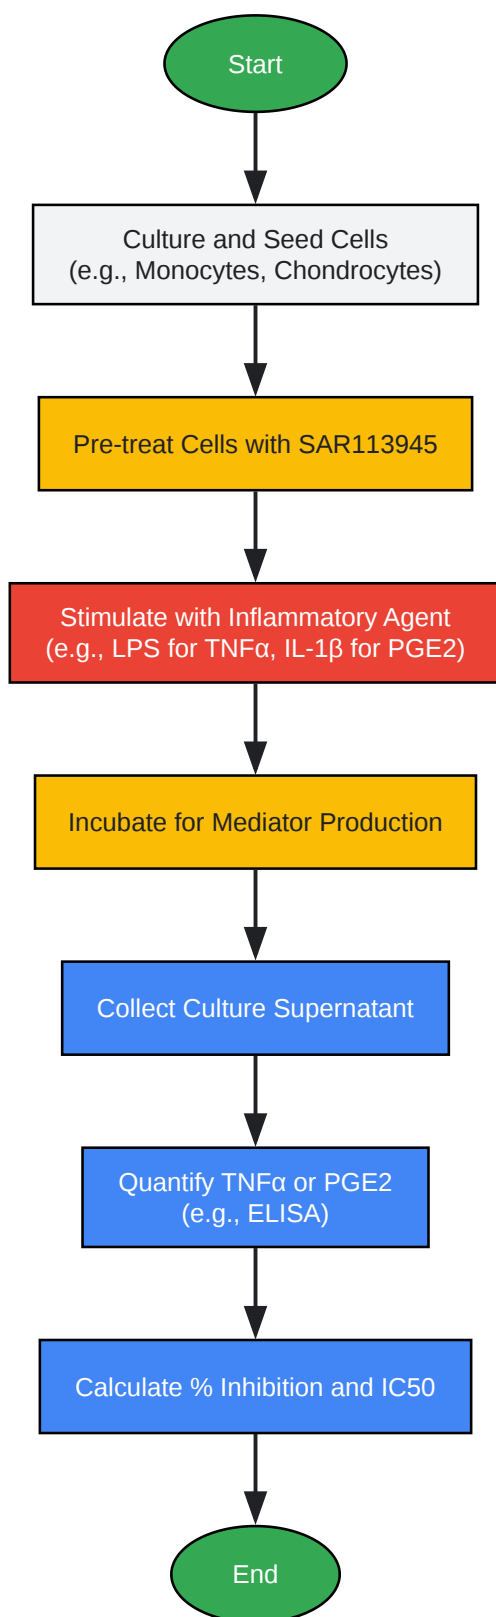 Start
Culture and Seed Cells
(e.g., Monocytes, Chondrocytes)
Pre-treat Cells with SAR113945
Stimulate with Inflammatory Agent
(e.g., LPS for TNFα, IL-1β for PGE2)
Incubate for Mediator Production
Collect Culture Supernatant
Quantify TNFα or PGE2
(e.g., ELISA)
Calculate % Inhibition and IC50
End